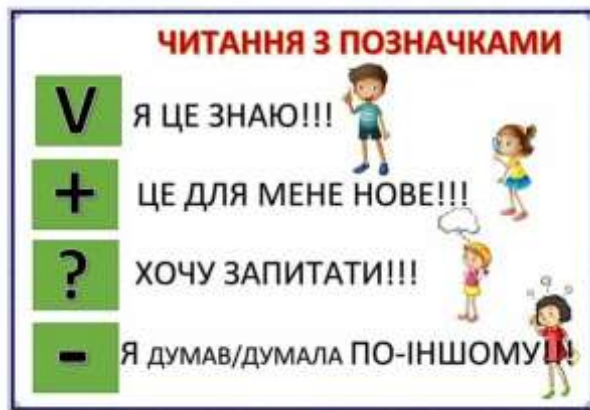 ЧИТАННЯ З ПОЗНАЧКАМИ
V Я ЦЕ ЗНАЮ!!!
+ ЦЕ ДЛЯ МЕНЕ НОВЕ!!!
? ХОЧУ ЗАПИТАТИ!!!
- Я ДУМАВ/ДУМАЛА ПО-ІНШОМУ!!!